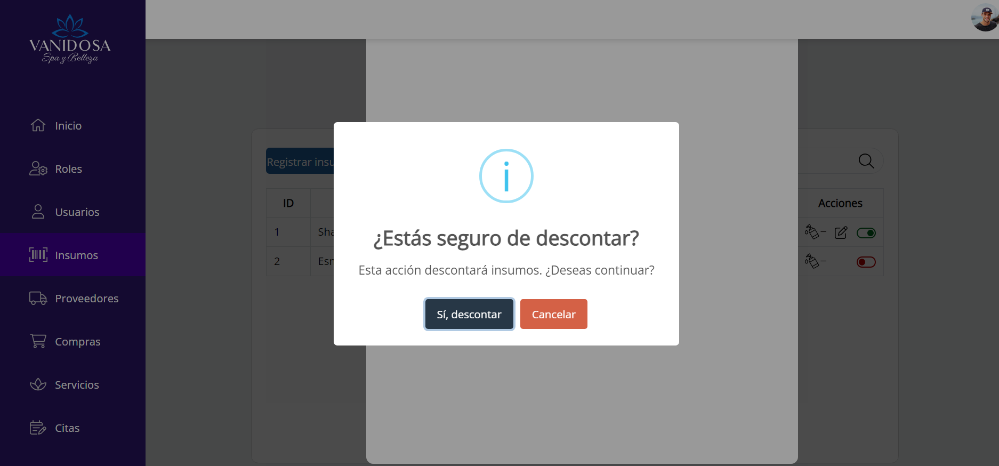 VANIDOSA
Spa y Belleza
Inicio
Roles
Usuarios
Insumos
Proveedores
Compras
Servicios
Citas
Registrar insu
ID
Acciones
1
Sha
2
¿Estás seguro de descontar?
Esta acción descontará insumos. ¿Deseas continuar?
Sí, descontar
Cancelar